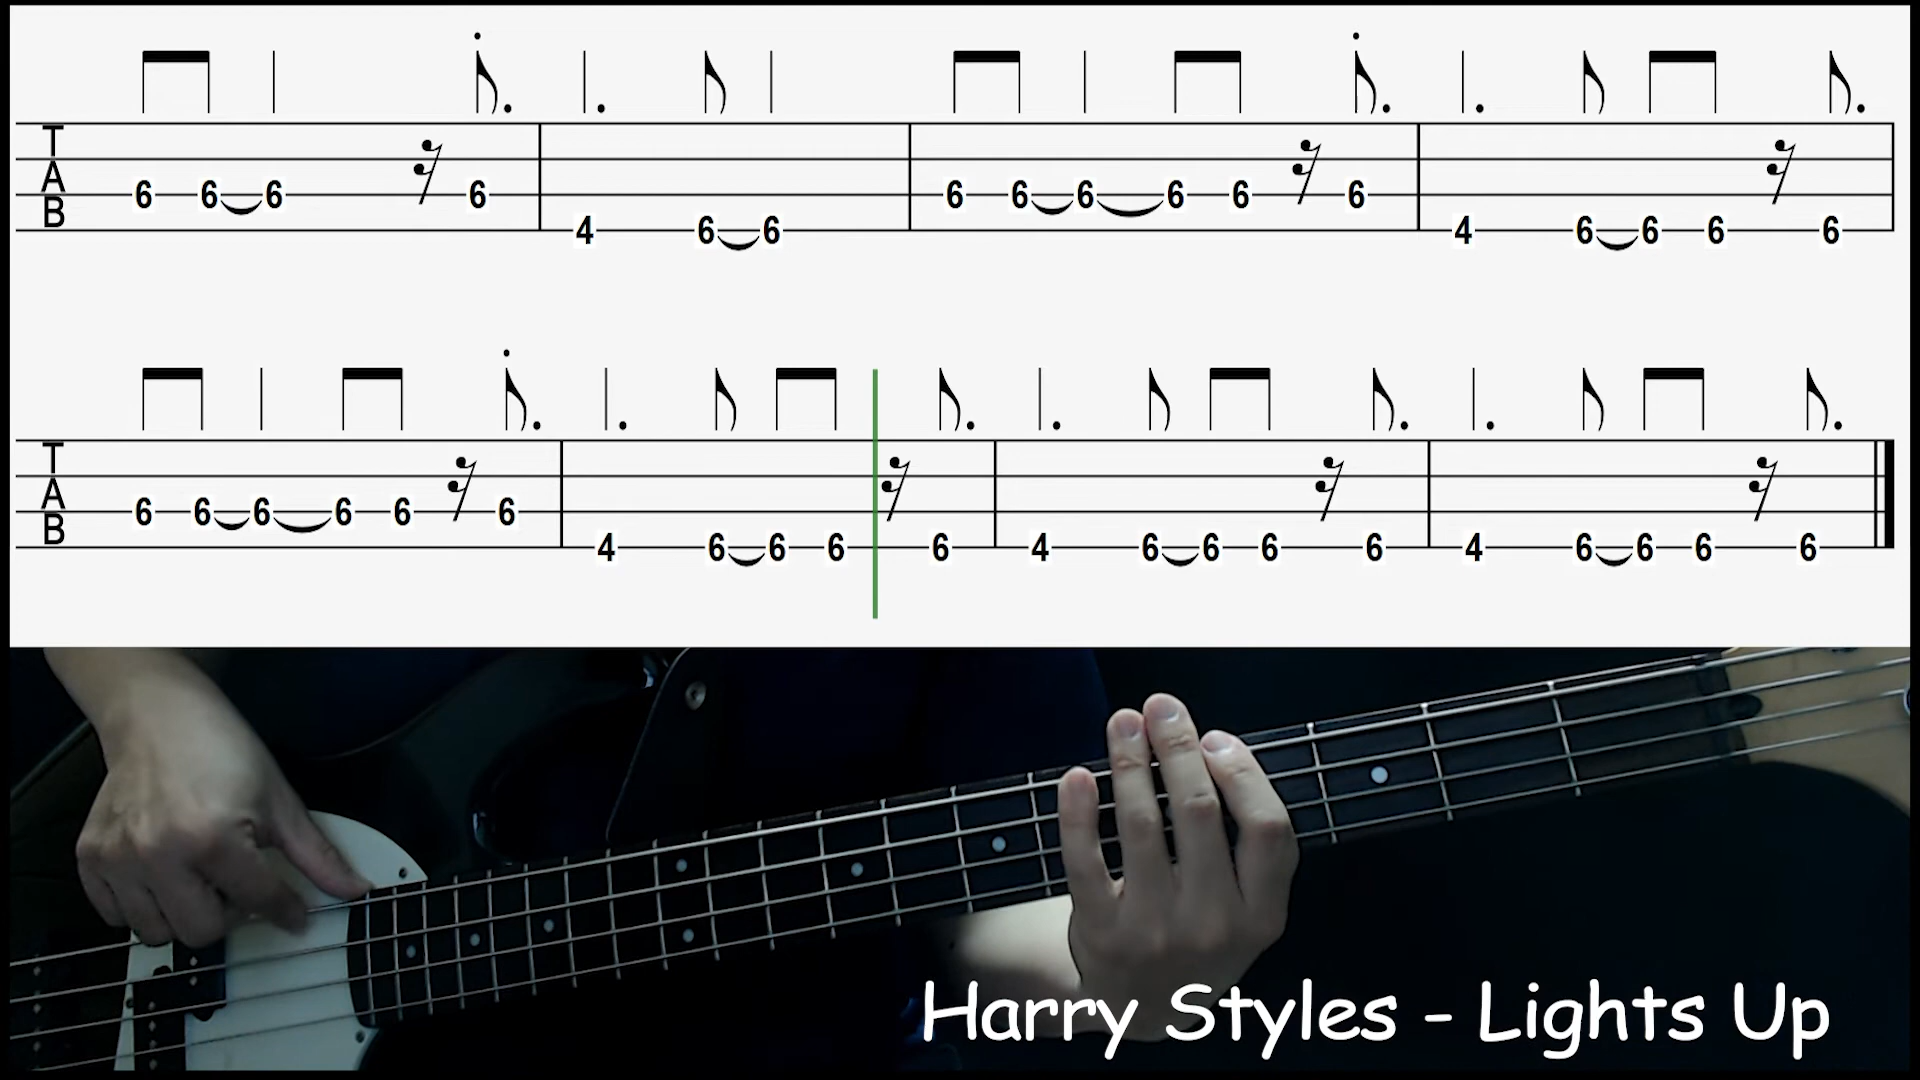 T
A
B
6 6 6 6 6 6 6 6 6 6
4 6 6 4 6 6 6 6
T
A
B
6 6 6 6 6 6
4 6 6 6 6 4 6 6 6 6 4 6 6 6 6
Harry Styles - Lights Up